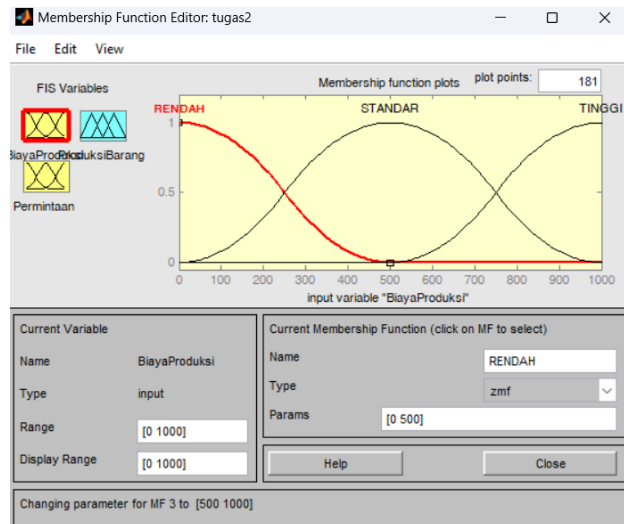 Membership Function Editor: tugas2
File Edit View
FIS Variables
BiayaProduksi
ProduksiBarang
Permintaan
Membership function plots
plot points:
181
RENDAH
STANDAR
TINGGI
1
0.5
0
0 100 200 300 400 500 600 700 800 900 1000
input variable "BiayaProduksi"
Current Variable
Name BiayaProduksi
Type input
Range [0 1000]
Display Range [0 1000]
Current Membership Function (click on MF to select)
Name RENDAH
Type zmf
Params [0 500]
Help
Close
Changing parameter for MF 3 to [500 1000]